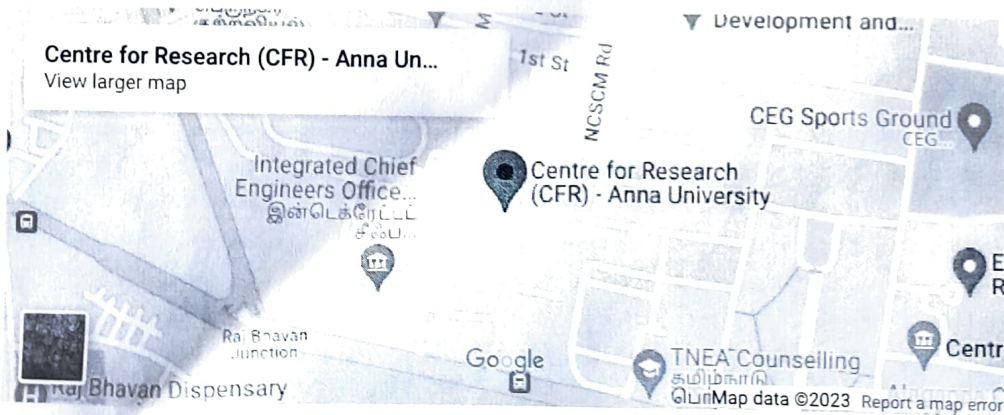 Development and...
Centre for Research (CFR) - Anna Un...
View larger map
1st St
NCSCM Rd
CEG Sports Ground
CEG...
Integrated Chief
Engineers Office...
Centre for Research
(CFR) - Anna University
E
R
Raj Bhavan
Junction
Google
TNEA Counselling
தமிழ்நாடு
Centr
Raj Bhavan Dispensary
Map data ©2023
Report a map error